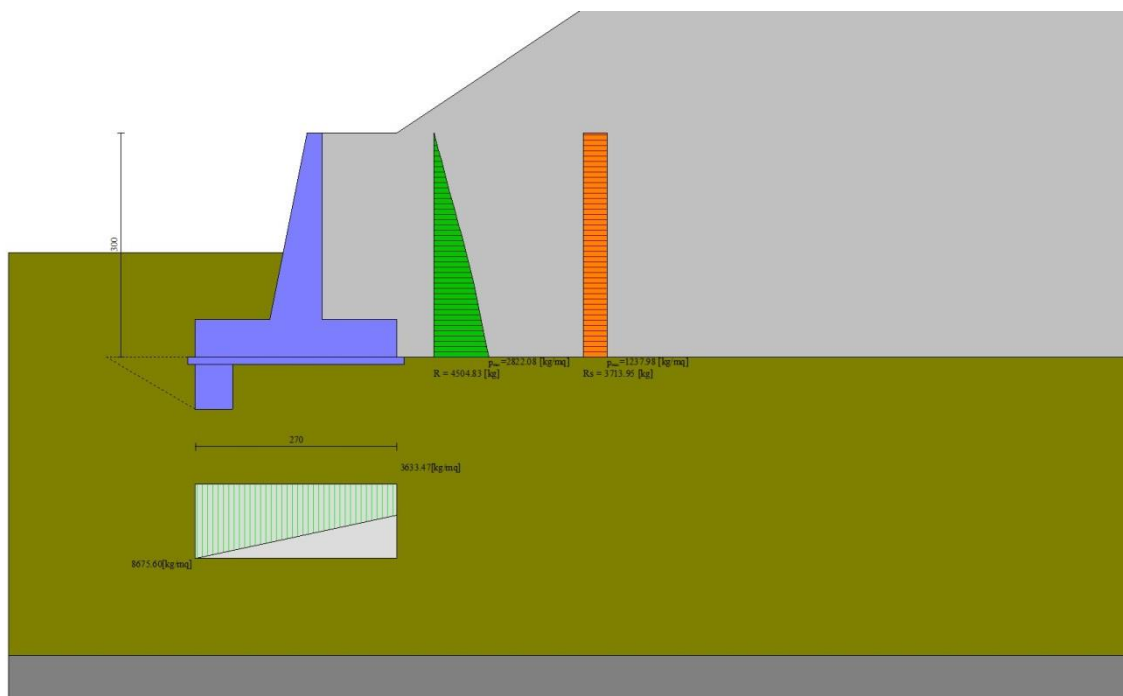 300
pmax=2822.08 [kg/mq]
R = 4504.83 [kg]
pmax=1237.98 [kg/mq]
Rs = 3713.95 [kg]
270
3633.47[kg/mq]
8675.60[kg/mq]